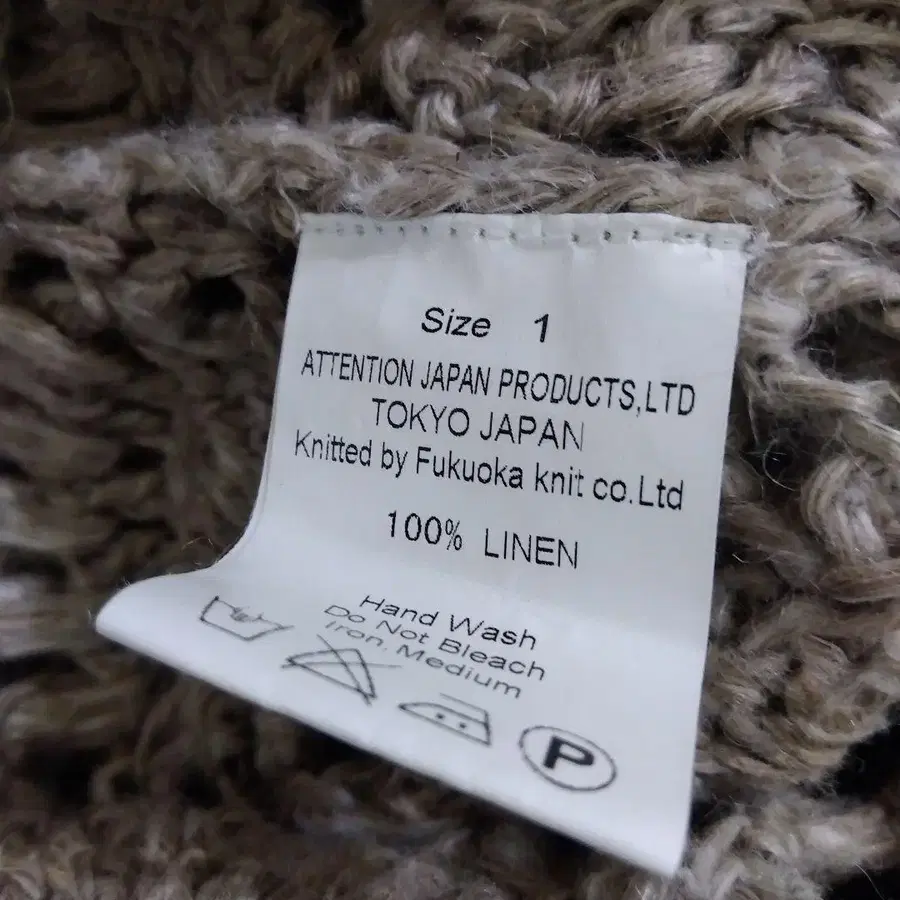 Size 1
ATTENTION JAPAN PRODUCTS,LTD
TOKYO JAPAN
Knitted by Fukuoka knit co.Ltd
100% LINEN
Hand Wash
Do Not Bleach
Iron, Medium
P